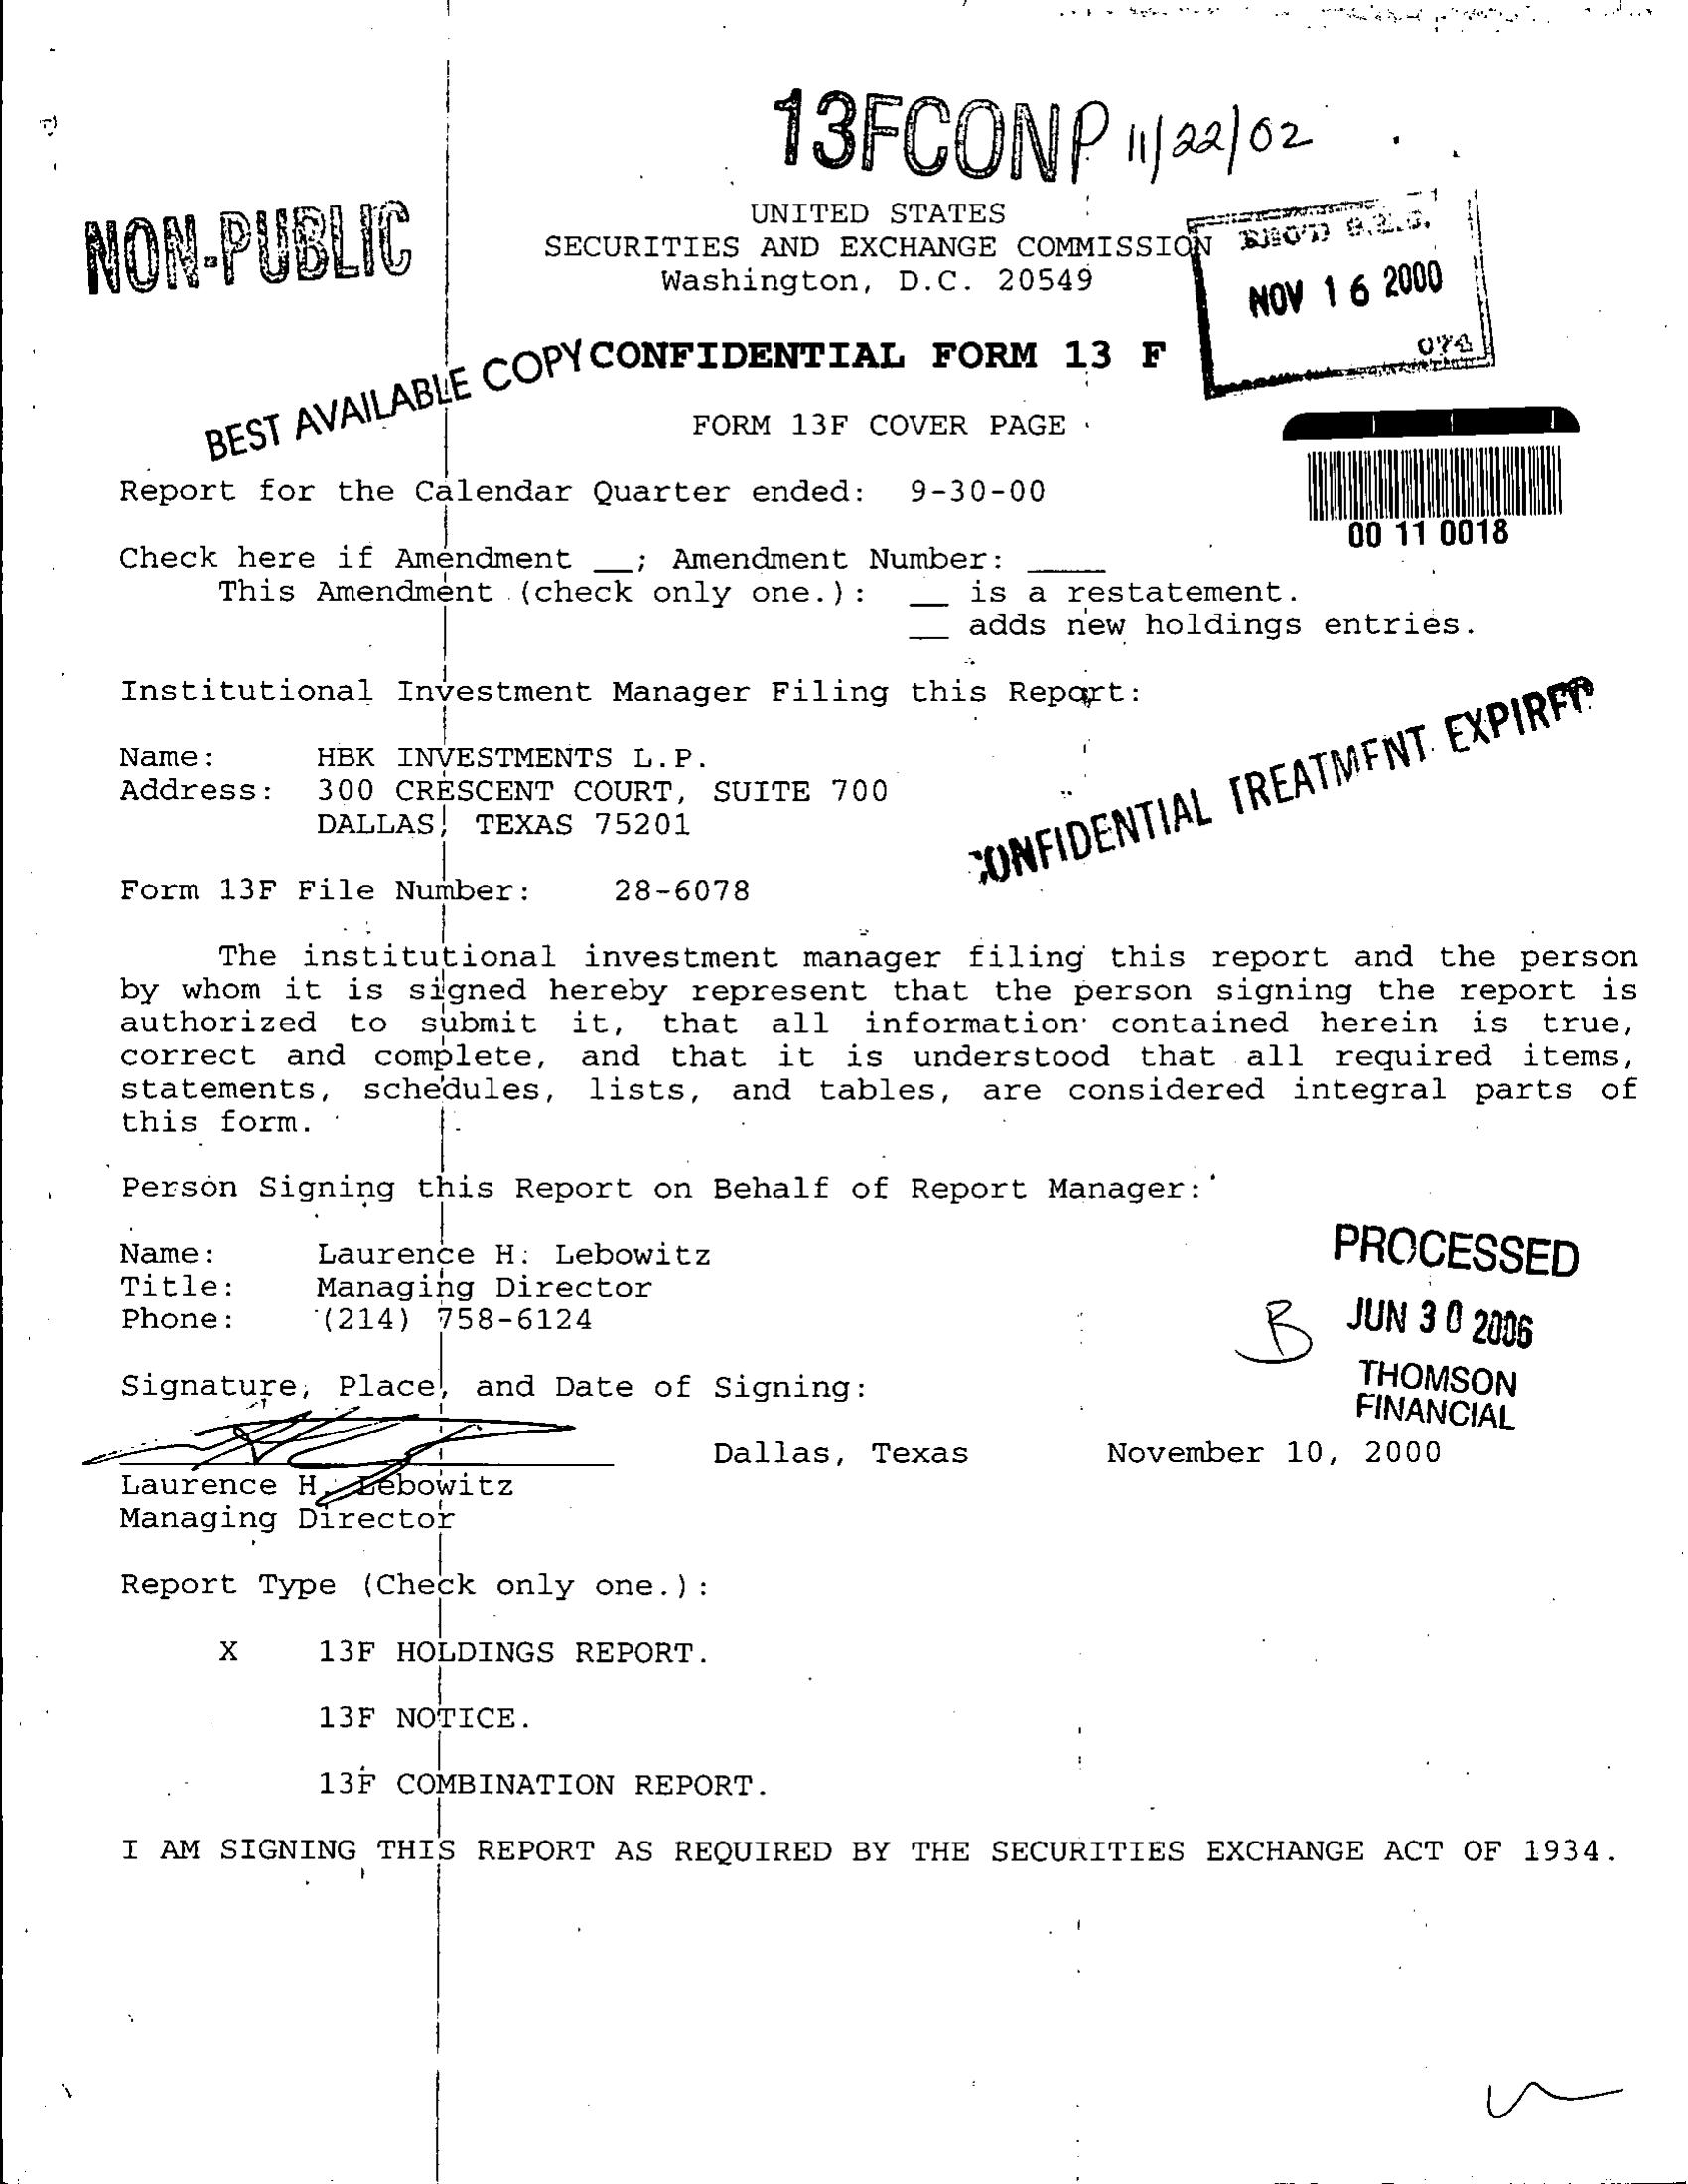 13FCONP 11/22/02
NON-PUBLIC
UNITED STATES
SECURITIES AND EXCHANGE COMMISSION
Washington, D.C. 20549
REC'D S.E.C.
NOV 16 2000
074
BEST AVAILABLE COPY
CONFIDENTIAL FORM 13 F
FORM 13F COVER PAGE
00 11 0018
Report for the Calendar Quarter ended: 9-30-00
Check here if Amendment __; Amendment Number: ____
This Amendment (check only one.): __ is a restatement.
__ adds new holdings entries.
Institutional Investment Manager Filing this Report:
CONFIDENTIAL TREATMENT EXPIRED
Name: HBK INVESTMENTS L.P.
Address: 300 CRESCENT COURT, SUITE 700
DALLAS, TEXAS 75201
Form 13F File Number: 28-6078
The institutional investment manager filing this report and the person
by whom it is signed hereby represent that the person signing the report is
authorized to submit it, that all information contained herein is true,
correct and complete, and that it is understood that all required items,
statements, schedules, lists, and tables, are considered integral parts of
this form.
Person Signing this Report on Behalf of Report Manager:
Name: Laurence H. Lebowitz
Title: Managing Director
Phone: (214) 758-6124
PROCESSED
B JUN 30 2006
THOMSON
FINANCIAL
Signature, Place, and Date of Signing:
Dallas, Texas November 10, 2000
Laurence H. Lebowitz
Managing Director
Report Type (Check only one.):
X 13F HOLDINGS REPORT.
13F NOTICE.
13F COMBINATION REPORT.
I AM SIGNING THIS REPORT AS REQUIRED BY THE SECURITIES EXCHANGE ACT OF 1934.